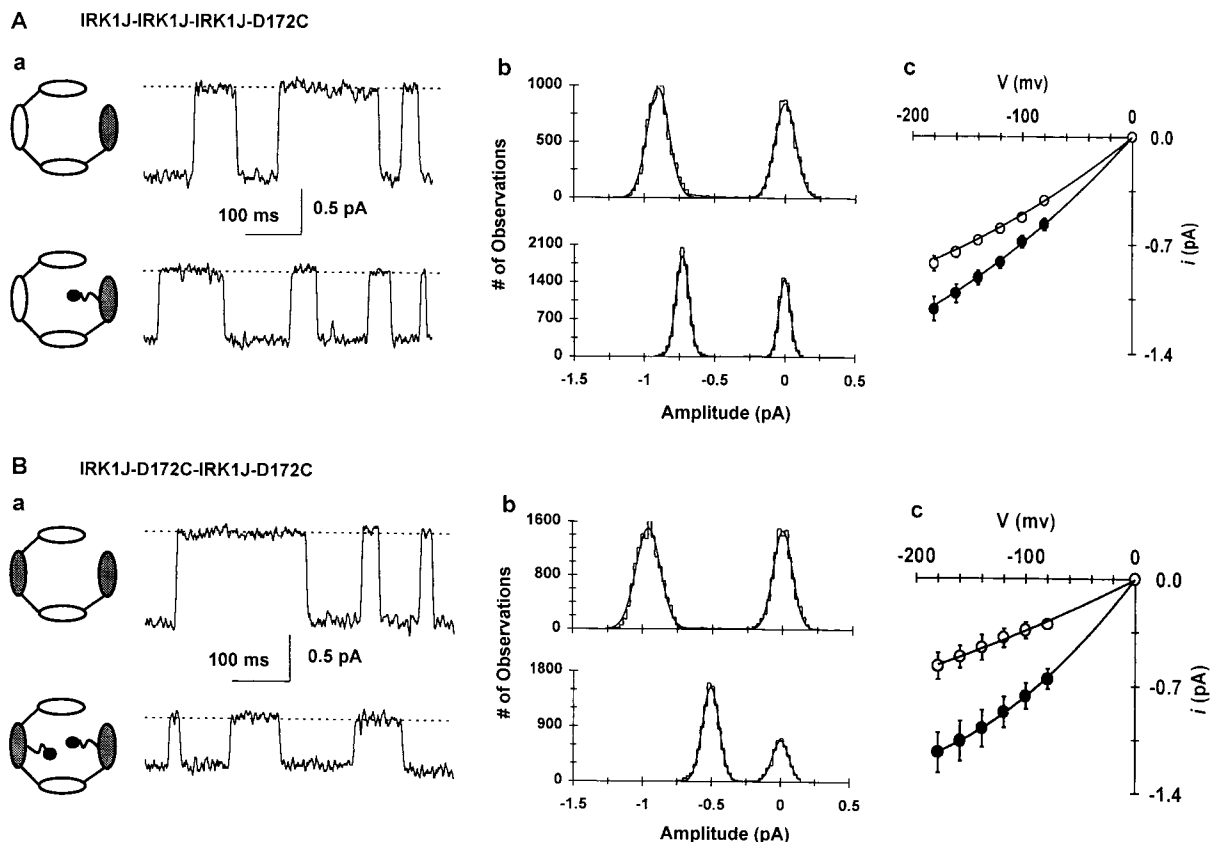 A IRK1J-IRK1J-IRK1J-D172C
a
100 ms
0.5 pA
b
# of Observations
1000
500
0
2100
1400
700
0
-1.5 -1 -0.5 0 0.5
Amplitude (pA)
c
V (mv)
-200 -100 0
0.0
-0.7
-1.4
i (pA)
B IRK1J-D172C-IRK1J-D172C
a
100 ms
0.5 pA
b
# of Observations
1600
800
0
1800
900
0
-1.5 -1 -0.5 0 0.5
Amplitude (pA)
c
V (mv)
-200 -100 0
0.0
-0.7
-1.4
i (pA)